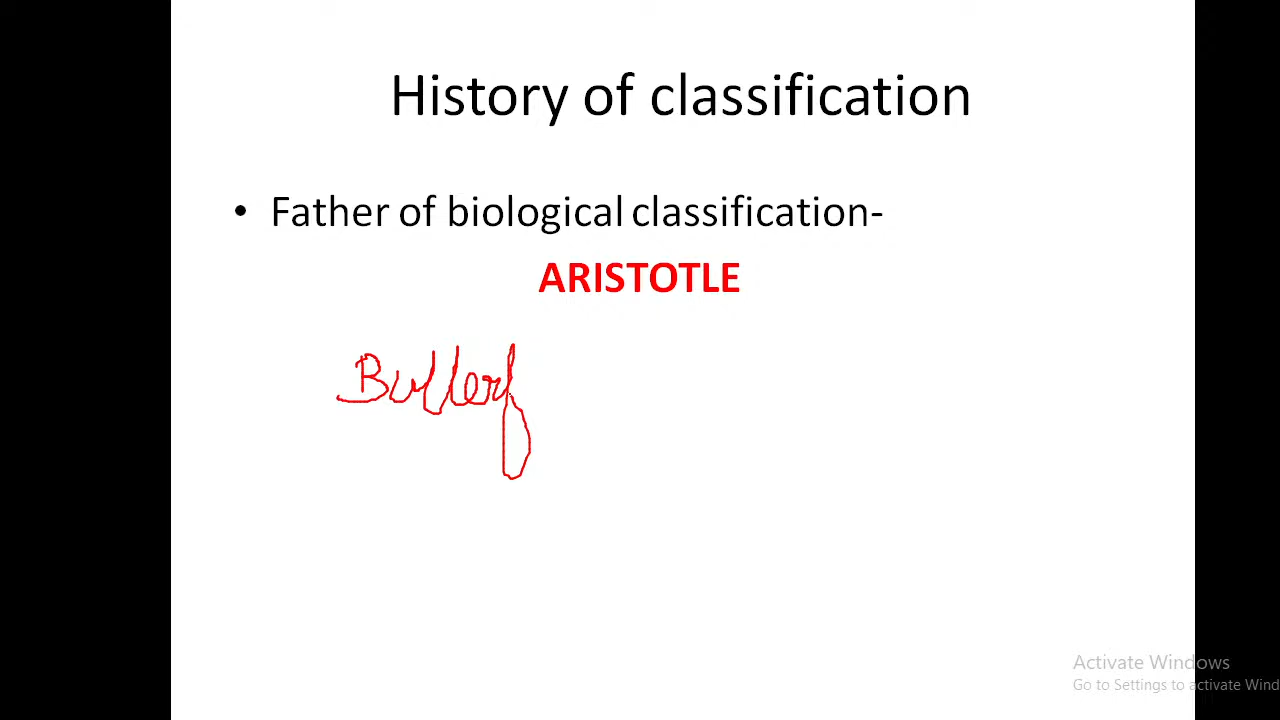 History of classification
• Father of biological classification-
ARISTOTLE
Butterf
Activate Windows
Go to Settings to activate Wind